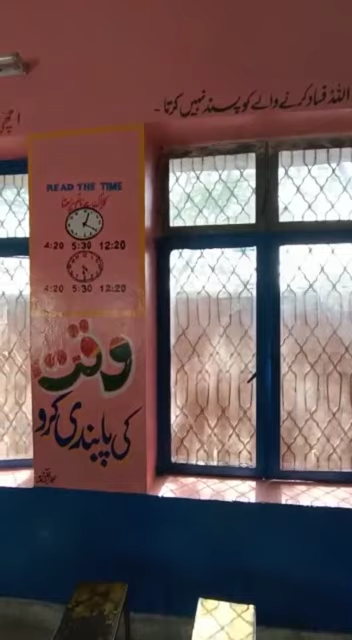 اللہ فساد کرنے والے کو پسند نہیں کرتا -
READ THE TIME
4:20 5:30 12:20
4:20 5:30 12:20
وقت
کی پابندی کرو